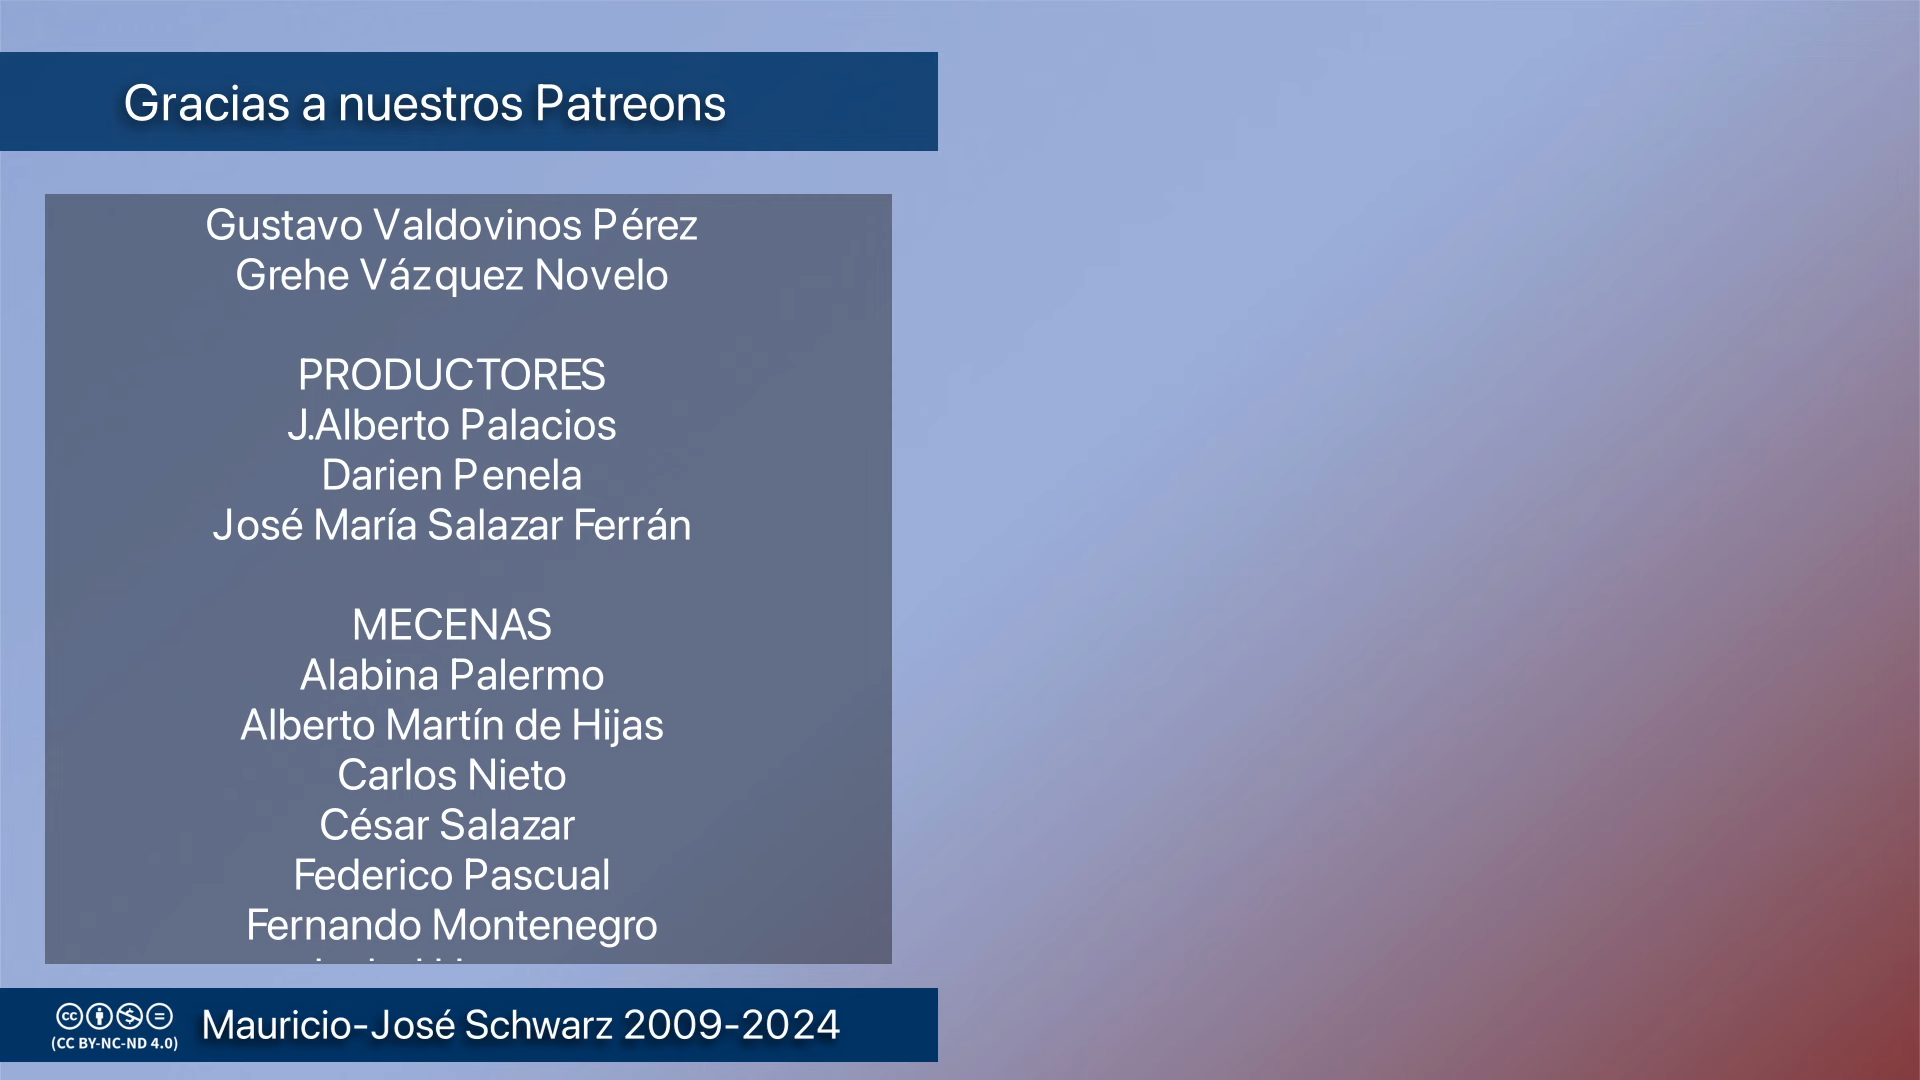 Gracias a nuestros Patreons
Gustavo Valdovinos Pérez
Grehe Vázquez Novelo
PRODUCTORES
J.Alberto Palacios
Darien Penela
José María Salazar Ferrán
MECENAS
Alabina Palermo
Alberto Martín de Hijas
Carlos Nieto
César Salazar
Federico Pascual
Fernando Montenegro
(CC BY-NC-ND 4.0)
Mauricio-José Schwarz 2009-2024